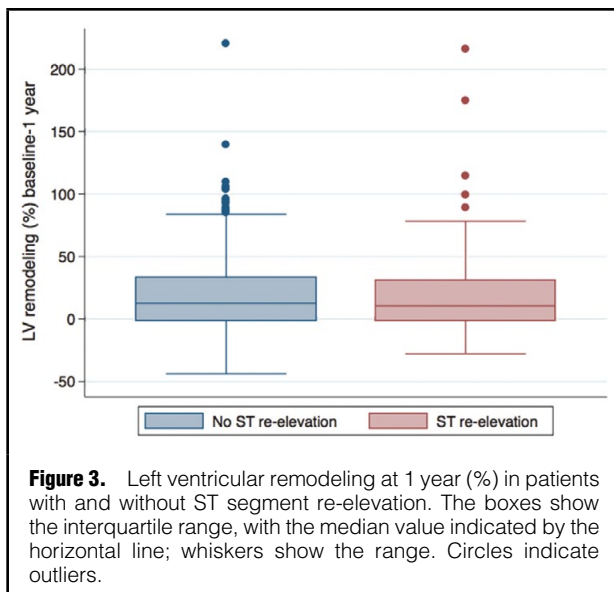 LV remodeling (%) baseline-1 year
200
150
100
50
0
-50
No ST re-elevation ST re-elevation
Figure 3. Left ventricular remodeling at 1 year (%) in patients
with and without ST segment re-elevation. The boxes show
the interquartile range, with the median value indicated by the
horizontal line; whiskers show the range. Circles indicate
outliers.